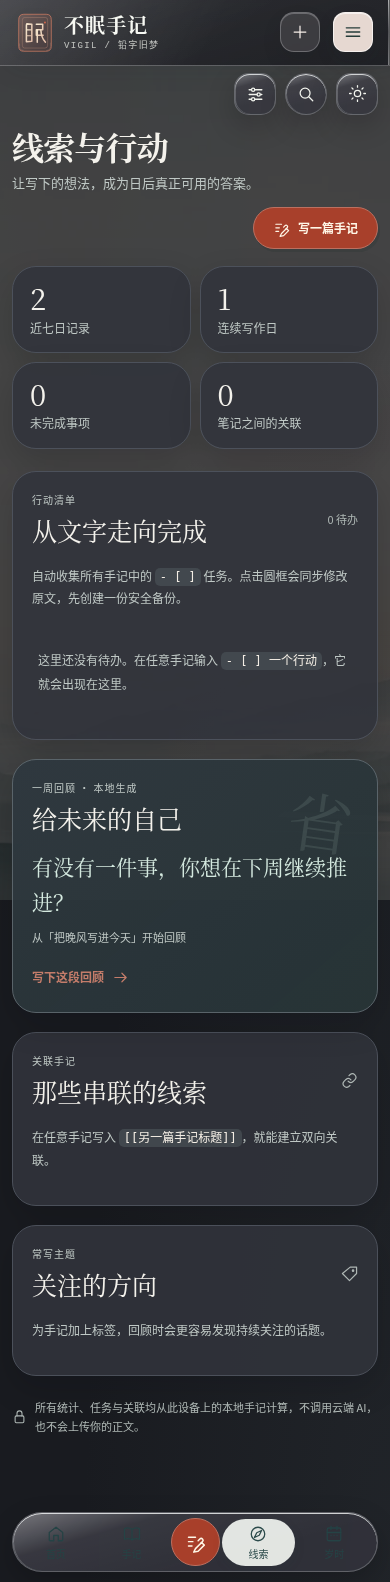 眠
不眠手记
VIGIL / 铅字旧梦
线索与行动
让写下的想法，成为日后真正可用的答案。
写一篇手记
2
近七日记录
1
连续写作日
0
未完成事项
0
笔记之间的关联
行动清单
从文字走向完成
0 待办
自动收集所有手记中的 - [ ] 任务。点击圆框会同步修改
原文，先创建一份安全备份。
这里还没有待办。在任意手记输入 - [ ] 一个行动，它
就会出现在这里。
一周回顾 · 本地生成
给未来的自己
省
有没有一件事，你想在下周继续推
进？
从「把晚风写进今天」开始回顾
写下这段回顾
关联手记
那些串联的线索
在任意手记写入 [[另一篇手记标题]]，就能建立双向关
联。
常写主题
关注的方向
为手记加上标签，回顾时会更容易发现持续关注的话题。
所有统计、任务与关联均从此设备上的本地手记计算，不调用云端 AI，
也不会上传你的正文。
线索